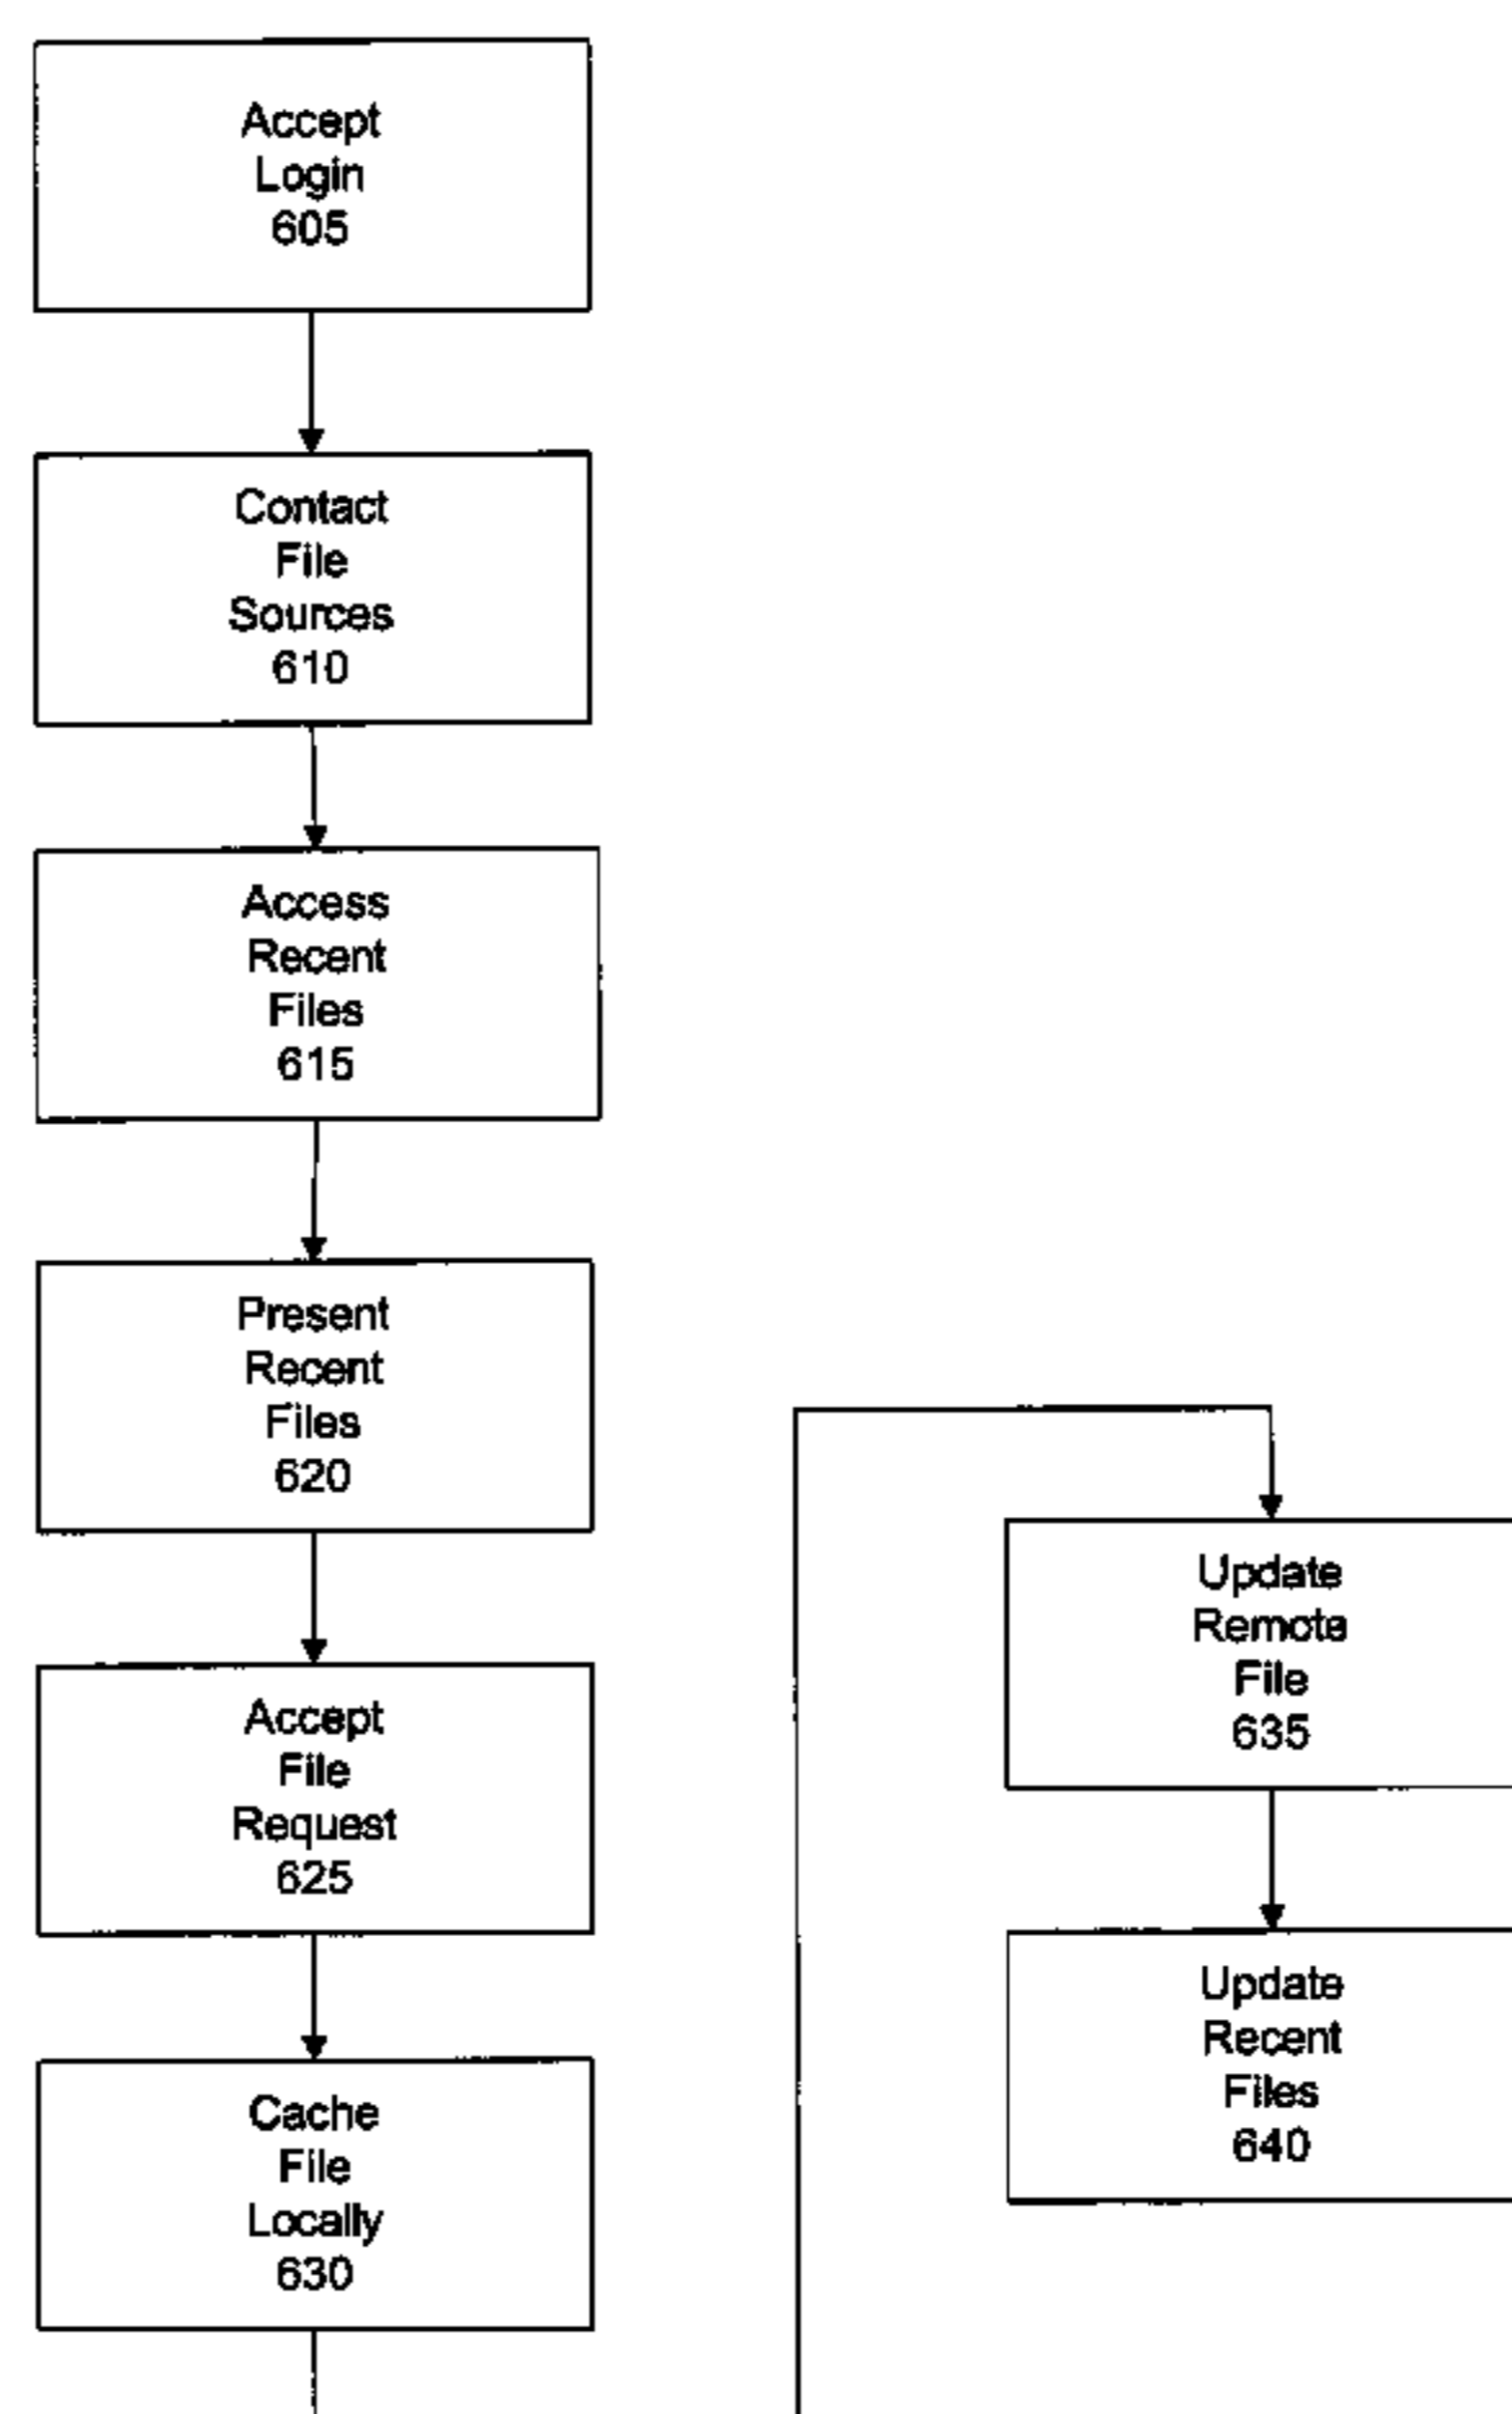 Accept
Login
605
Contact
File
Sources
610
Access
Recent
Files
615
Present
Recent
Files
620
Accept
File
Request
625
Cache
File
Locally
630
Update
Remote
File
635
Update
Recent
Files
640